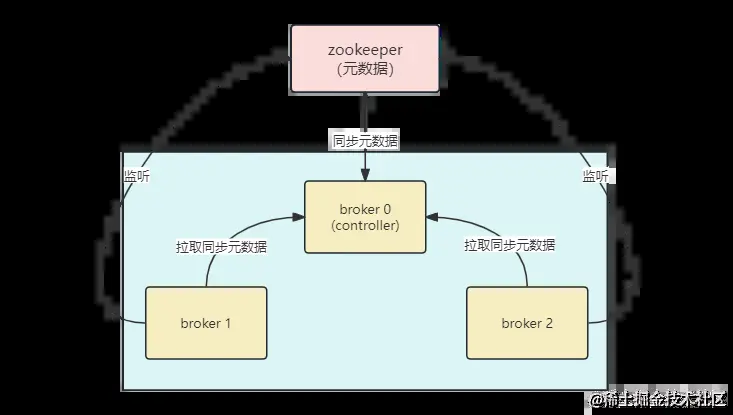 zookeeper
(元数据)
同步元数据
监听
监听
broker 0
(controller)
拉取同步元数据
拉取同步元数据
broker 1
broker 2
@稀土掘金技术社区